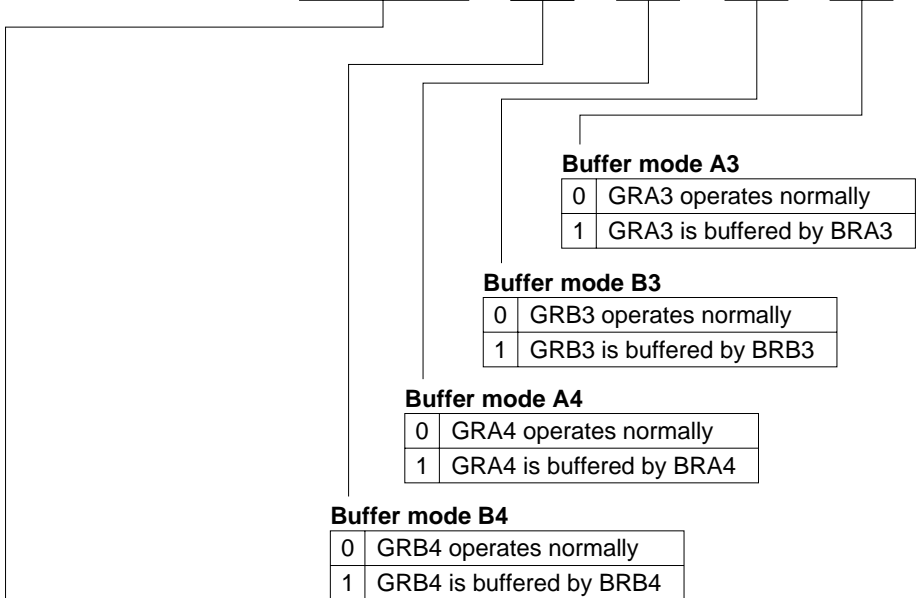 Buffer mode A3
0 GRA3 operates normally
1 GRA3 is buffered by BRA3
Buffer mode B3
0 GRB3 operates normally
1 GRB3 is buffered by BRB3
Buffer mode A4
0 GRA4 operates normally
1 GRA4 is buffered by BRA4
Buffer mode B4
0 GRB4 operates normally
1 GRB4 is buffered by BRB4